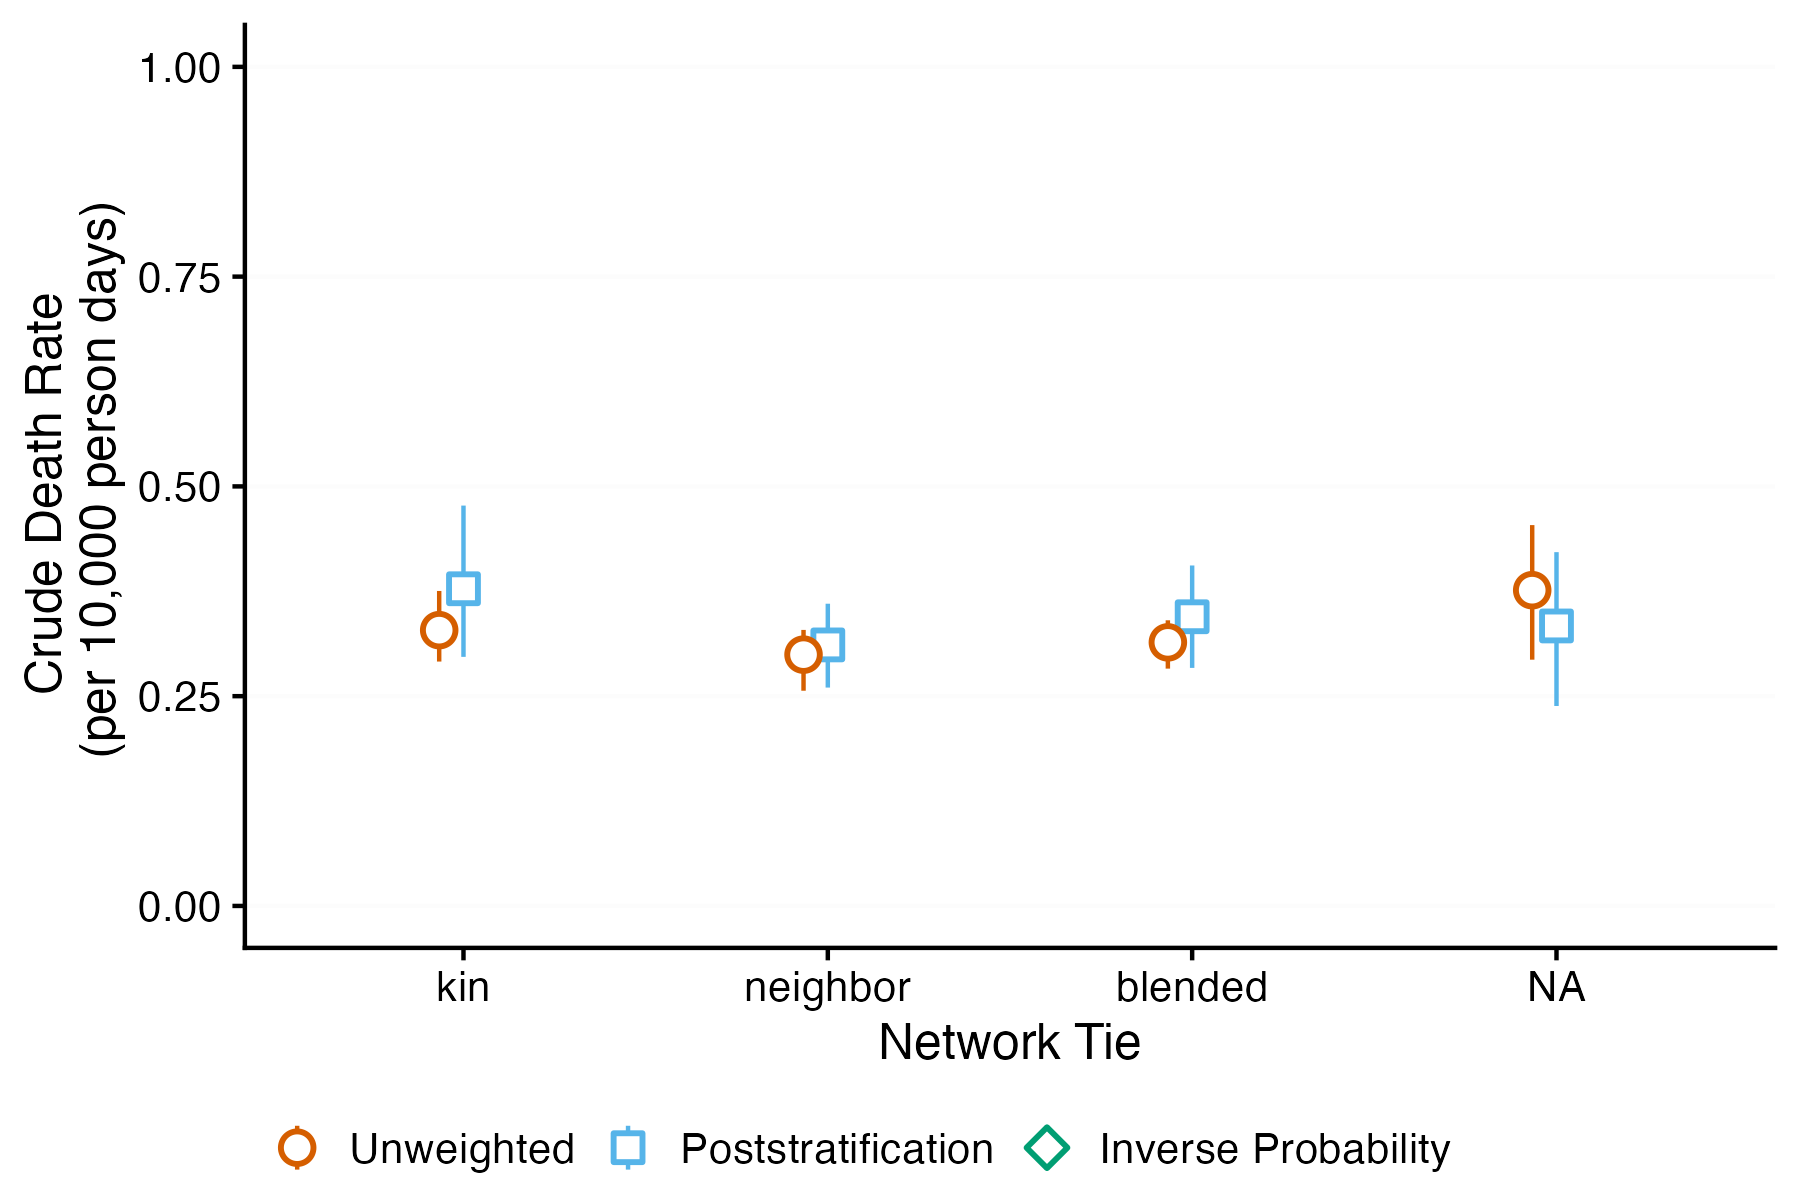 Crude Death Rate
(per 10,000 person days)
1.00
0.75
0.50
0.25
0.00
kin neighbor blended NA
Network Tie
Unweighted Poststratification Inverse Probability